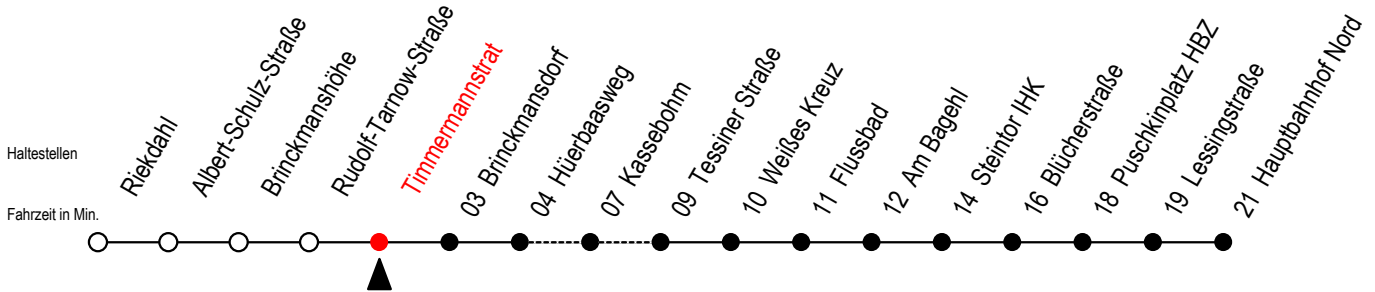 Haltestellen
Fahrzeit in Min.
Riekdahl
Albert-Schulz-Straße
Brinckmanshöhe
Rudolf-Tarnow-Straße
Timmermannstrat
03 Brinckmansdorf
04 Hüerbaasweg
07 Kassebohm
09 Tessiner Straße
10 Weißes Kreuz
11 Flussbad
12 Am Bagehl
14 Steintor IHK
16 Blücherstraße
18 Puschkinplatz HBZ
19 Lessingstraße
21 Hauptbahnhof Nord